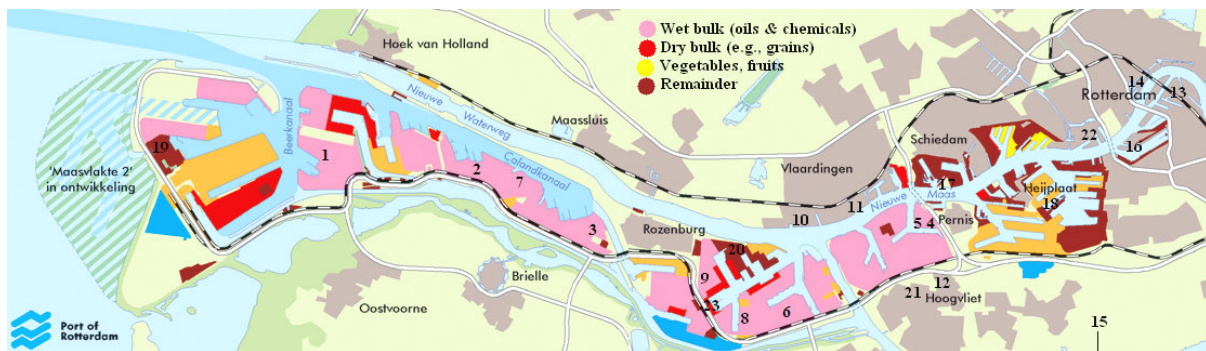 Hoek van Holland
Wet bulk (oils & chemicals)
Dry bulk (e.g., grains)
Vegetables, fruits
Remainder
Nieuwe
Waterweg
Maassluis
Beerkanaal
Calandkanaal
'Maasvlakte 2'
in ontwikkeling
19
1
2
7
3
Rozenburg
Brielle
Oostvoorne
Vlaardingen
Schiedam
Rotterdam
14
13
22
16
17
Heijplaat
18
Nieuwe
Maas
Pernis
10
11
5
4
20
9
23
8
6
21
12
Hoogvliet
15
Port of
Rotterdam